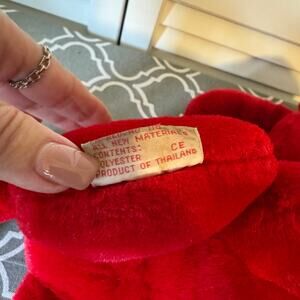 ALL NEW MATERIALS
CONTENTS: CE
POLYESTER
PRODUCT OF THAILAND